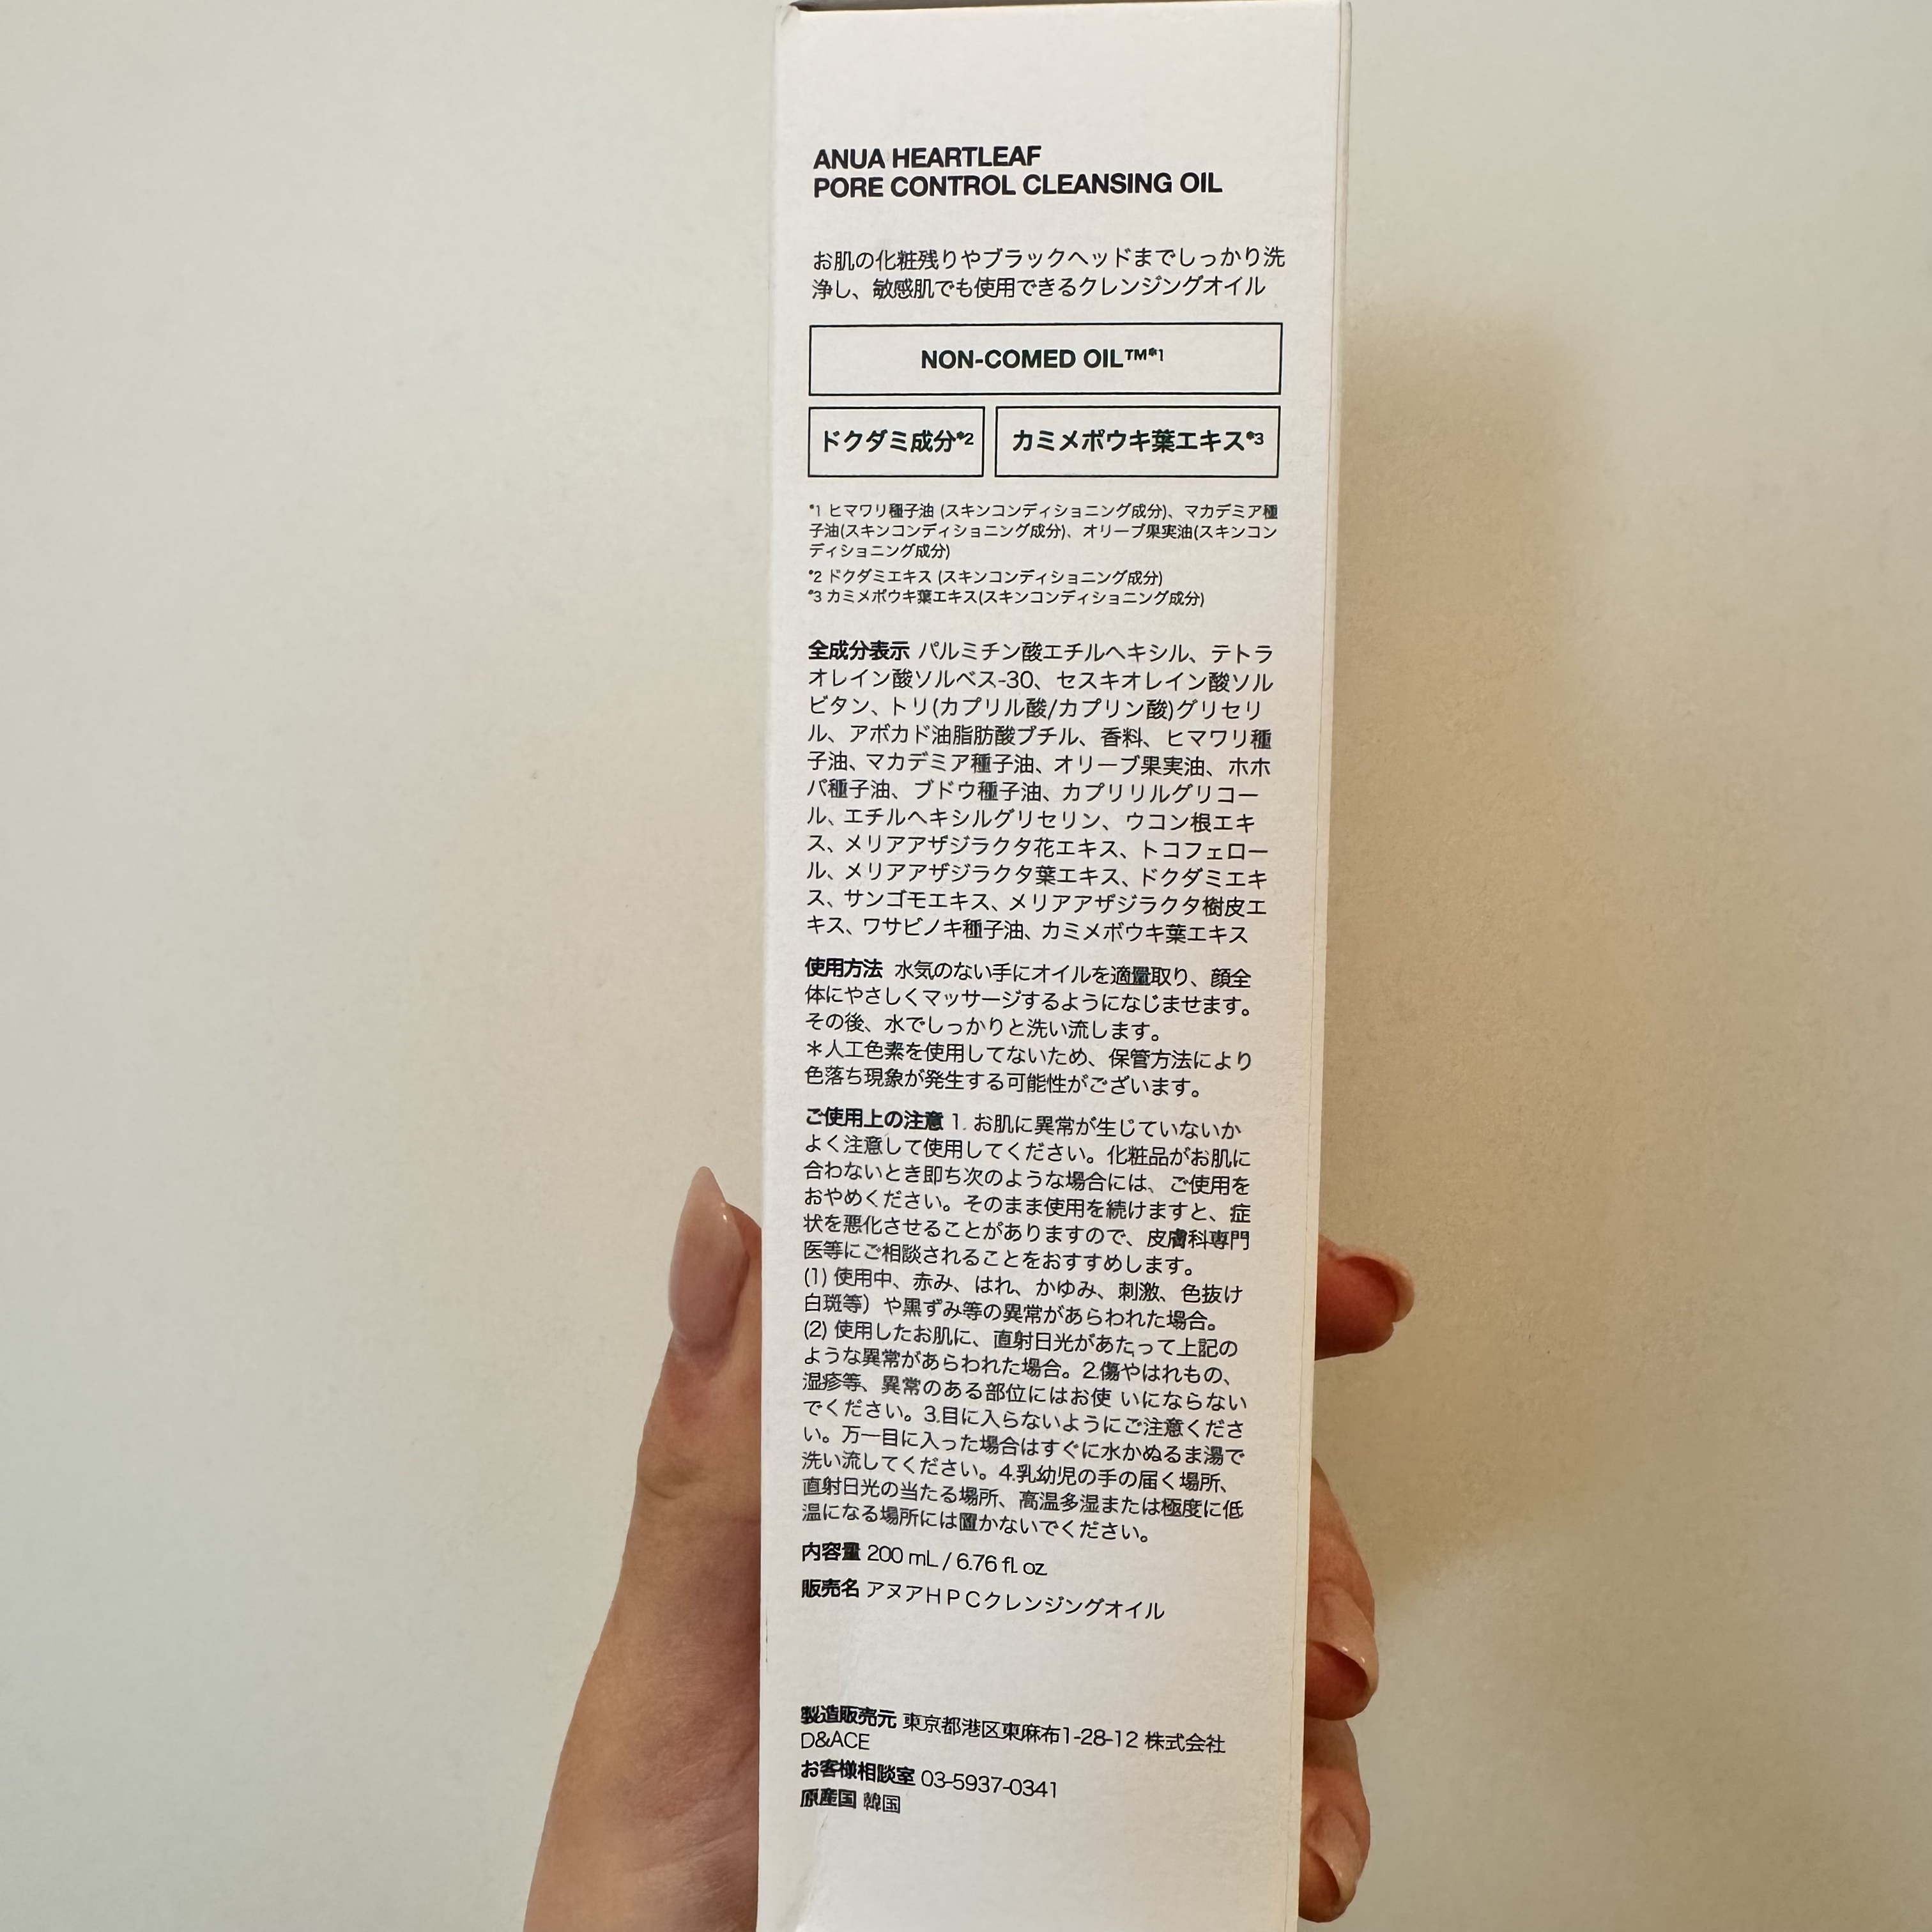 ANUA HEARTLEAF
PORE CONTROL CLEANSING OIL
お肌の化粧残りやブラックヘッドまでしっかり洗
浄し、敏感肌でも使用できるクレンジングオイル
NON-COMED OIL™*1
ドクダミ成分*2
カミメボウキ葉エキス*3
*1 ヒマワリ種子油 (スキンコンディショニング成分)、マカデミア種
子油(スキンコンディショニング成分)、オリーブ果実油(スキンコン
ディショニング成分)
*2 ドクダミエキス (スキンコンディショニング成分)
*3 カミメボウキ葉エキス(スキンコンディショニング成分)
全成分表示 パルミチン酸エチルヘキシル、テトラ
オレイン酸ソルベス-30、セスキオレイン酸ソル
ビタン、トリ(カプリル酸/カプリン酸)グリセリ
ル、アボカド油脂肪酸ブチル、香料、ヒマワリ種
子油、マカデミア種子油、オリーブ果実油、ホホ
バ種子油、ブドウ種子油、カプリリルグリコー
ル、エチルヘキシルグリセリン、ウコン根エキ
ス、メリアアザジラクタ花エキス、トコフェロー
ル、メリアアザジラクタ葉エキス、ドクダミエキ
ス、サンゴモエキス、メリアアザジラクタ樹皮エ
キス、ワサビノキ種子油、カミメボウキ葉エキス
使用方法 水気のない手にオイルを適量取り、顔全
体にやさしくマッサージするようになじませます。
その後、水でしっかりと洗い流します。
＊人工色素を使用してないため、保管方法により
色落ち現象が発生する可能性がございます。
ご使用上の注意 1. お肌に異常が生じていないか
よく注意して使用してください。化粧品がお肌に
合わないとき即ち次のような場合には、ご使用を
おやめください。そのまま使用を続けますと、症
状を悪化させることがありますので、皮膚科専門
医等にご相談されることをおすすめします。
(1) 使用中、赤み、はれ、かゆみ、刺激、色抜け
白斑等）や黒ずみ等の異常があらわれた場合。
(2) 使用したお肌に、直射日光があたって上記の
ような異常があらわれた場合。2.傷やはれもの、
湿疹等、異常のある部位にはお使 いにならない
でください。3.目に入らないようにご注意くださ
い。万一目に入った場合はすぐに水かぬるま湯で
洗い流してください。4.乳幼児の手の届く場所、
直射日光の当たる場所、高温多湿または極度に低
温になる場所には置かないでください。
内容量 200 mL / 6.76 fl. oz.
販売名 アヌアＨＰＣクレンジングオイル
製造販売元 東京都港区東麻布1-28-12 株式会社
D&ACE
お客様相談室 03-5937-0341
原産国 韓国